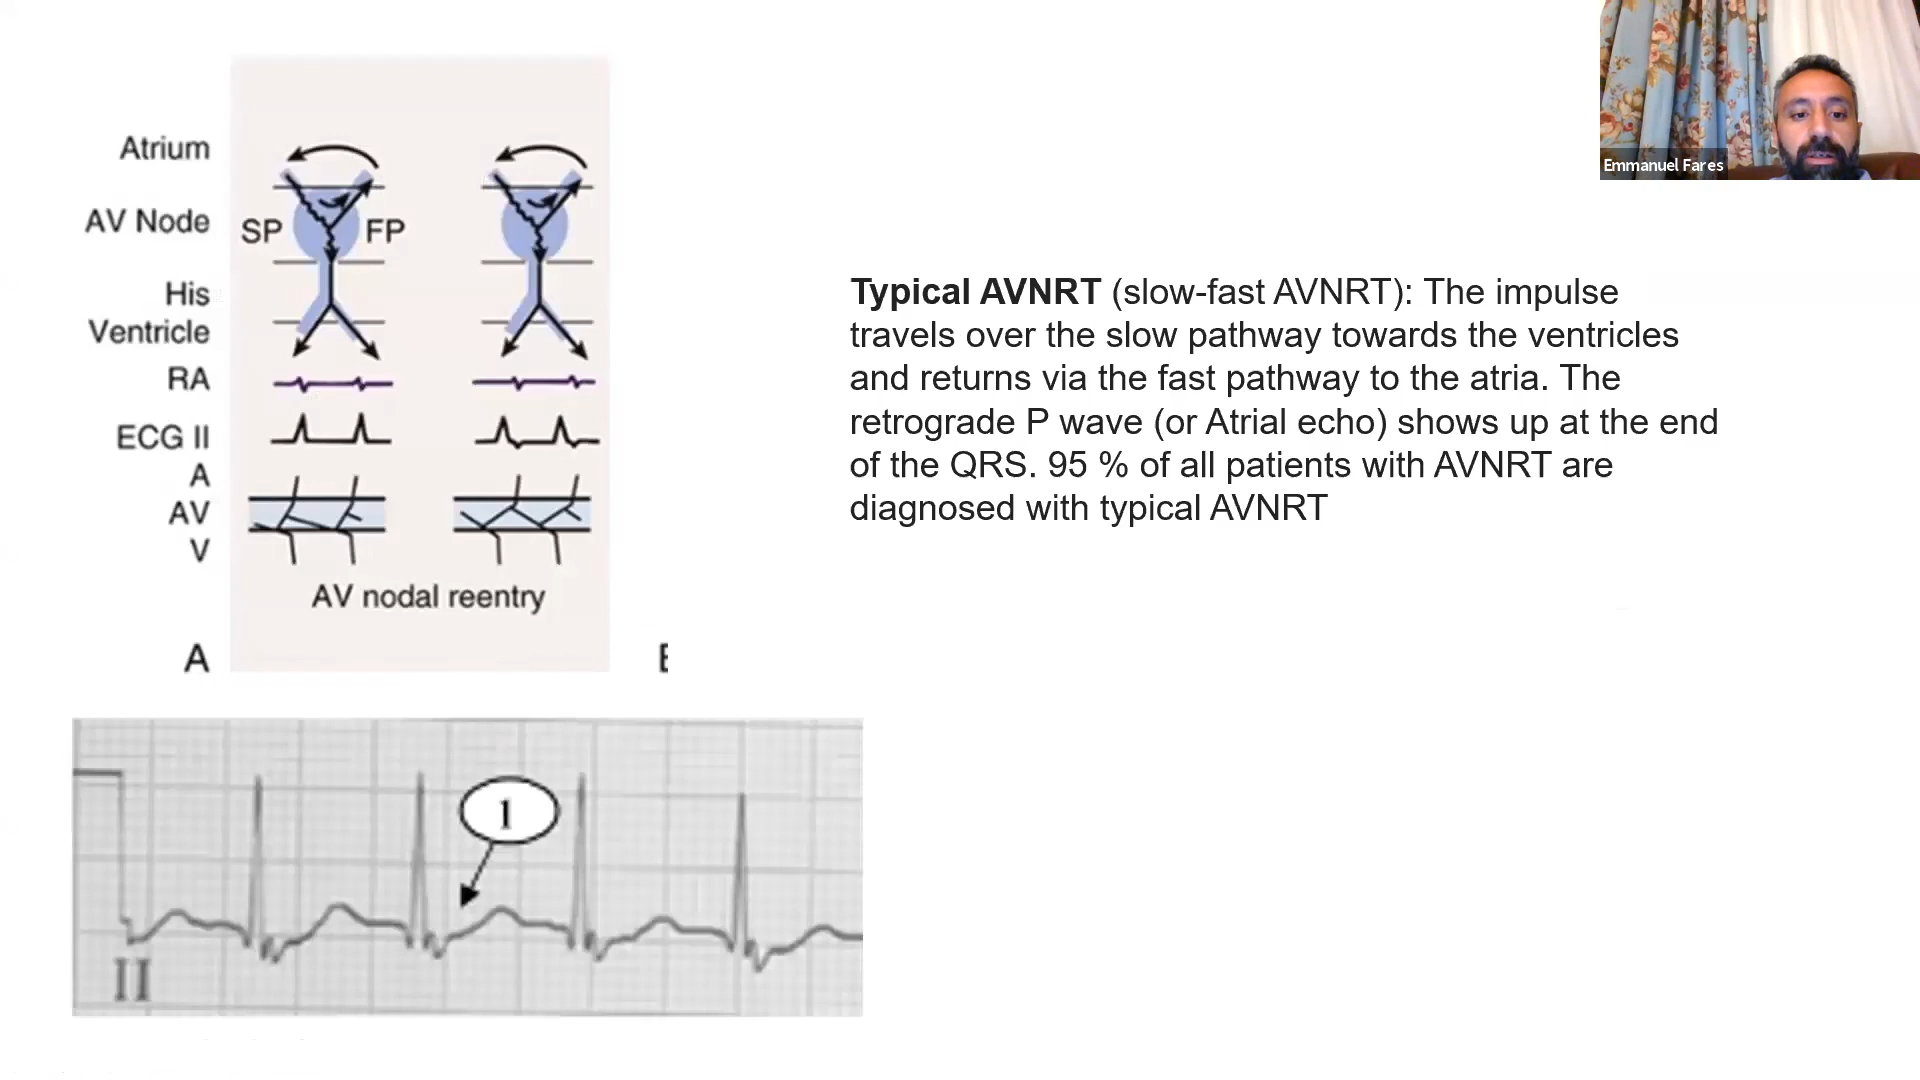 Emmanuel Fares
Atrium
AV Node
SP
FP
His
Ventricle
RA
ECG II
A
AV
V
AV nodal reentry
A
Typical AVNRT (slow-fast AVNRT): The impulse
travels over the slow pathway towards the ventricles
and returns via the fast pathway to the atria. The
retrograde P wave (or Atrial echo) shows up at the end
of the QRS. 95 % of all patients with AVNRT are
diagnosed with typical AVNRT
1
II